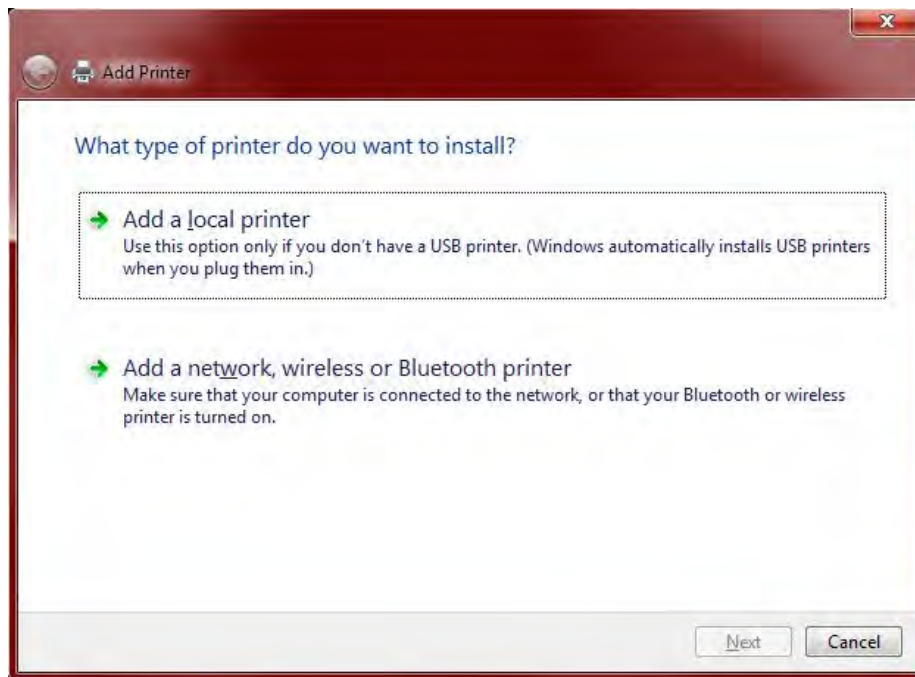 Add Printer
What type of printer do you want to install?
Add a local printer
Use this option only if you don't have a USB printer. (Windows automatically installs USB printers
when you plug them in.)
Add a network, wireless or Bluetooth printer
Make sure that your computer is connected to the network, or that your Bluetooth or wireless
printer is turned on.
Next
Cancel